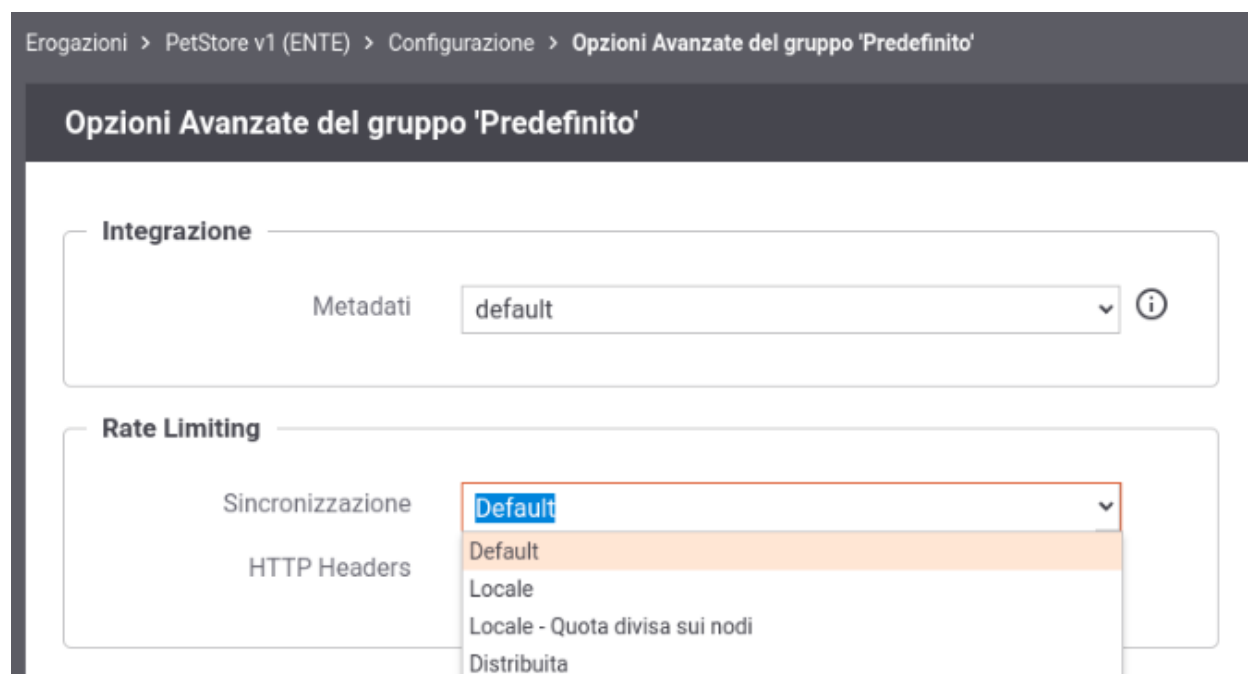 Erogazioni > PetStore v1 (ENTE) > Configurazione > Opzioni Avanzate del gruppo 'Predefinito'
Opzioni Avanzate del gruppo 'Predefinito'
Integrazione
Metadati default
Rate Limiting
Sincronizzazione Default
Default
HTTP Headers
Locale
Locale - Quota divisa sui nodi
Distribuita